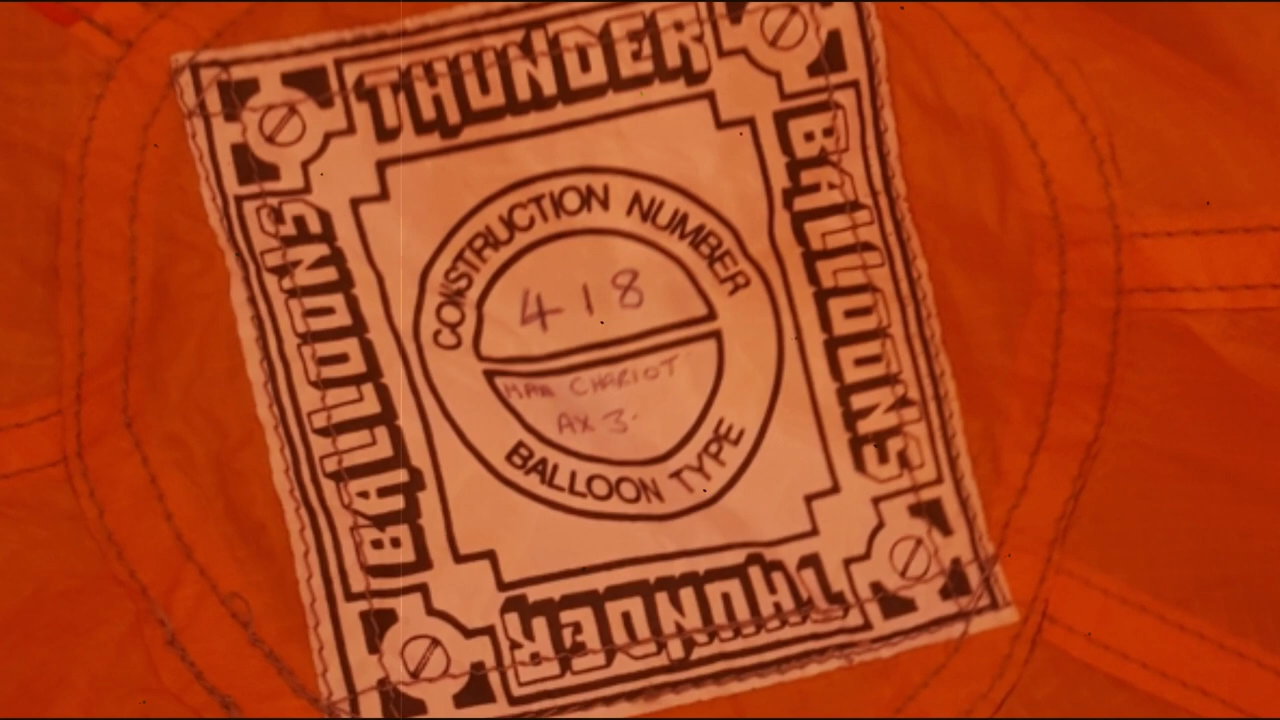 THUNDER
BALLOONS
BALLOONS
CONSTRUCTION NUMBER
418
CHARIOT
AX 3.
BALLOON TYPE
THUNDER